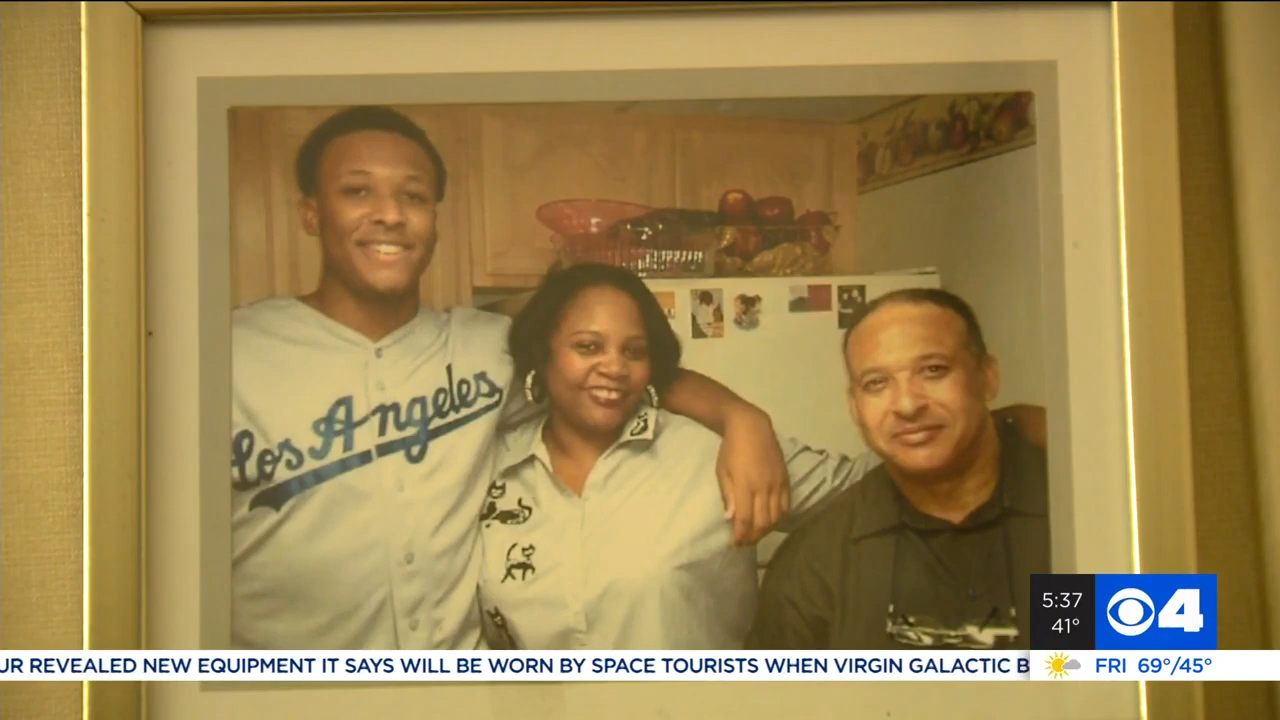 Los Angeles
5:37
41°
4
UR REVEALED NEW EQUIPMENT IT SAYS WILL BE WORN BY SPACE TOURISTS WHEN VIRGIN GALACTIC B
FRI 69°/45°